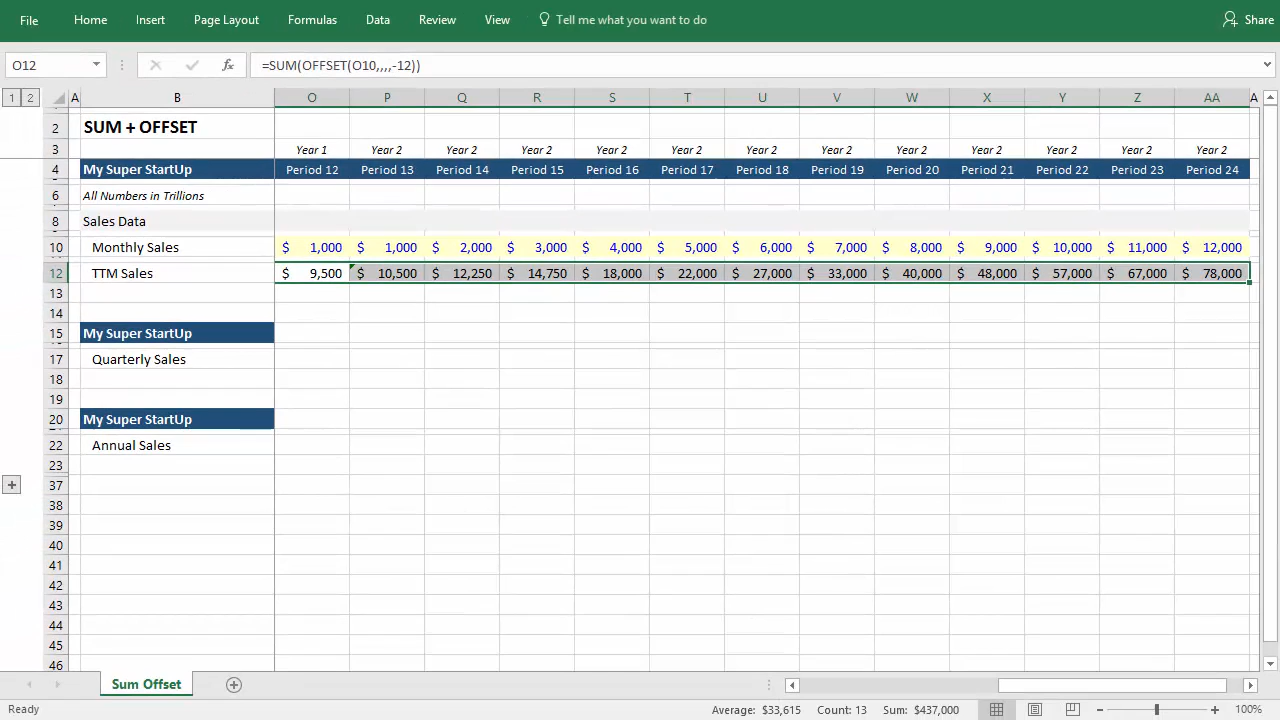 File Home Insert Page Layout Formulas Data Review View Tell me what you want to do Share
O12 fx =SUM(OFFSET(O10,,,,-12))
1 2 A B O P Q R S T U V W X Y Z AA A
2 SUM + OFFSET
3 Year 1 Year 2 Year 2 Year 2 Year 2 Year 2 Year 2 Year 2 Year 2 Year 2 Year 2 Year 2 Year 2
4 My Super StartUp Period 12 Period 13 Period 14 Period 15 Period 16 Period 17 Period 18 Period 19 Period 20 Period 21 Period 22 Period 23 Period 24
6 All Numbers in Trillions
8 Sales Data
10 Monthly Sales $ 1,000 $ 1,000 $ 2,000 $ 3,000 $ 4,000 $ 5,000 $ 6,000 $ 7,000 $ 8,000 $ 9,000 $ 10,000 $ 11,000 $ 12,000
12 TTM Sales $ 9,500 $ 10,500 $ 12,250 $ 14,750 $ 18,000 $ 22,000 $ 27,000 $ 33,000 $ 40,000 $ 48,000 $ 57,000 $ 67,000 $ 78,000
13
14
15 My Super StartUp
17 Quarterly Sales
18
19
20 My Super StartUp
22 Annual Sales
23
37
38
39
40
41
42
43
44
45
46
Sum Offset
Ready Average: $33,615 Count: 13 Sum: $437,000 100%